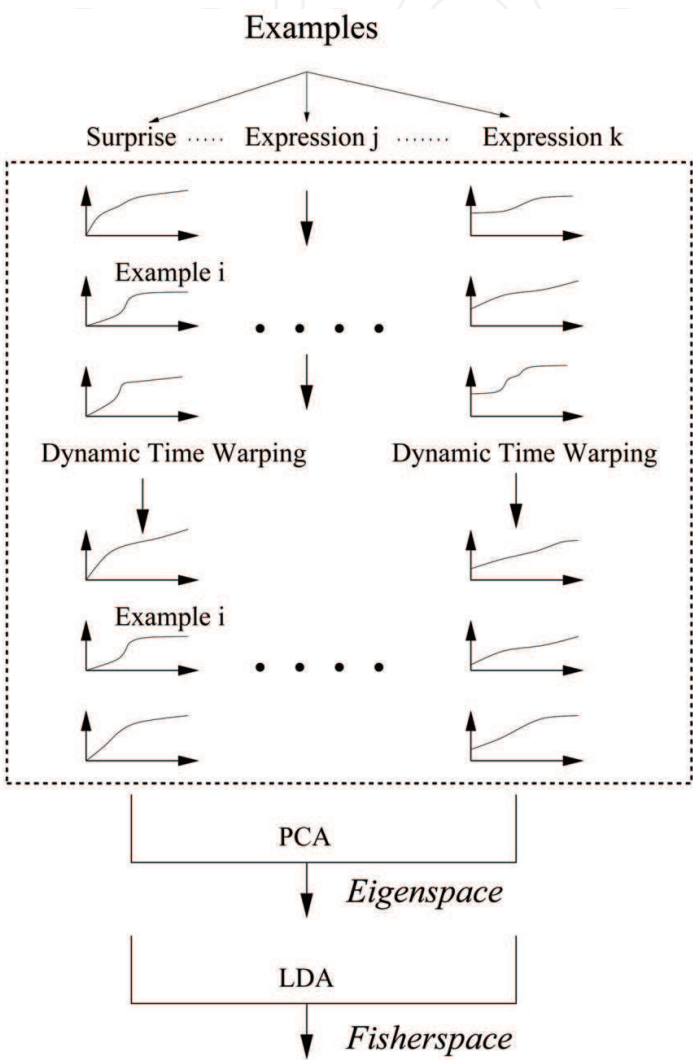 Examples
Surprise ..... Expression j ....... Expression k
Example i
Dynamic Time Warping Dynamic Time Warping
Example i
PCA
Eigenspace
LDA
Fisherspace